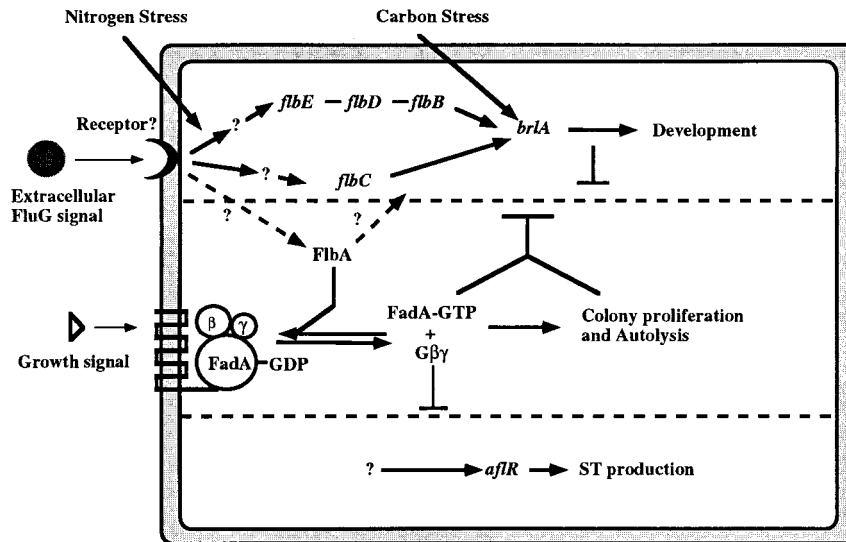 Nitrogen Stress
Carbon Stress
Receptor?
?
flbE – flbD – flbB
brlA
Development
?
flbC
Extracellular
FluG signal
?
?
FlbA
Growth signal
β
γ
FadA
GDP
FadA-GTP
+
Gβγ
Colony proliferation
and Autolysis
?
aflR
ST production